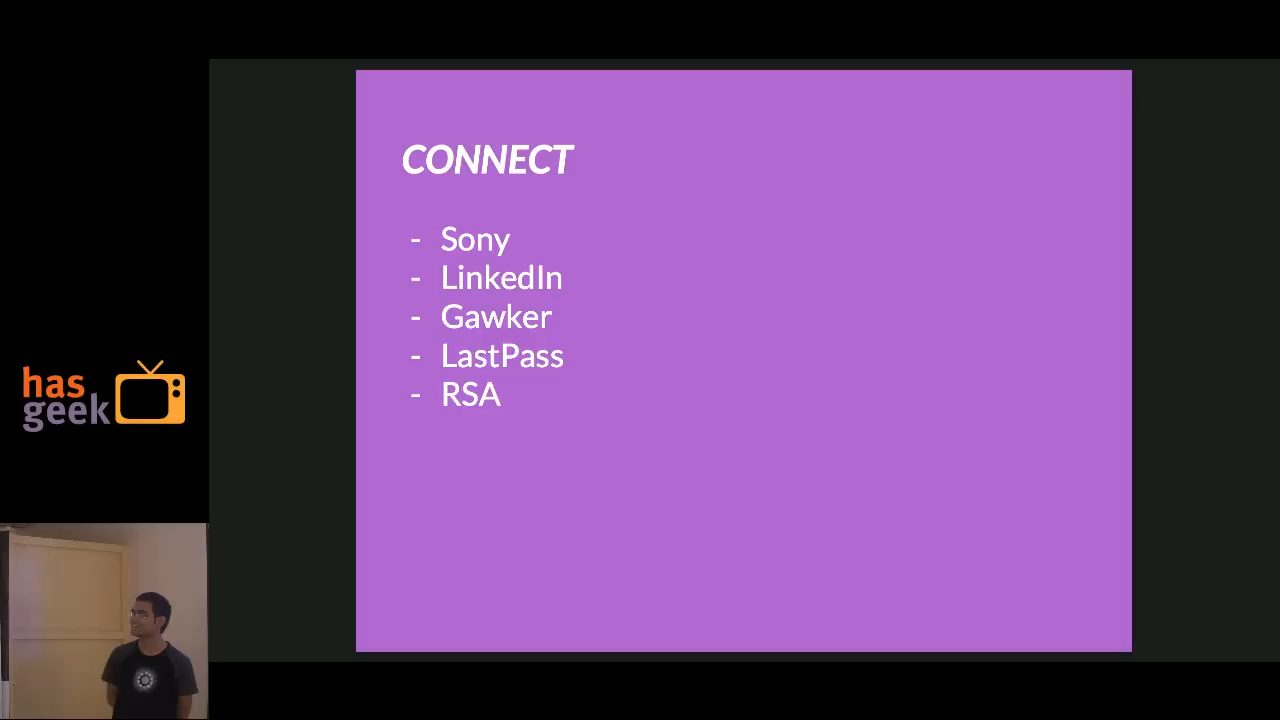 CONNECT
- Sony
- LinkedIn
- Gawker
- LastPass
- RSA
has
geek